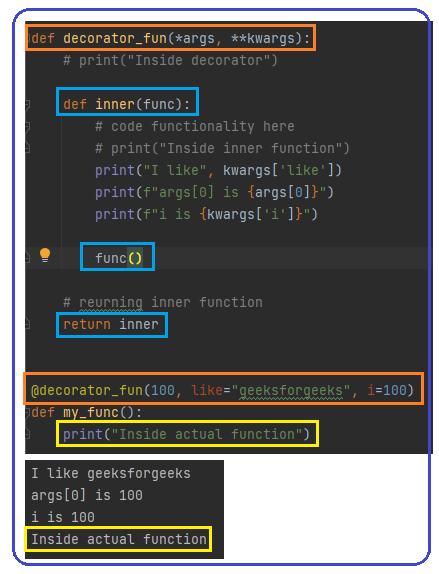 def decorator_fun(*args, **kwargs):
# print("Inside decorator")
def inner(func):
# code functionality here
# print("Inside inner function")
print("I like", kwargs['like'])
print(f"args[0] is {args[0]}")
print(f"i is {kwargs['i']}")
func()
# reurning inner function
return inner
@decorator_fun(100, like="geeksforgeeks", i=100)
def my_func():
print("Inside actual function")
I like geeksforgeeks
args[0] is 100
i is 100
Inside actual function